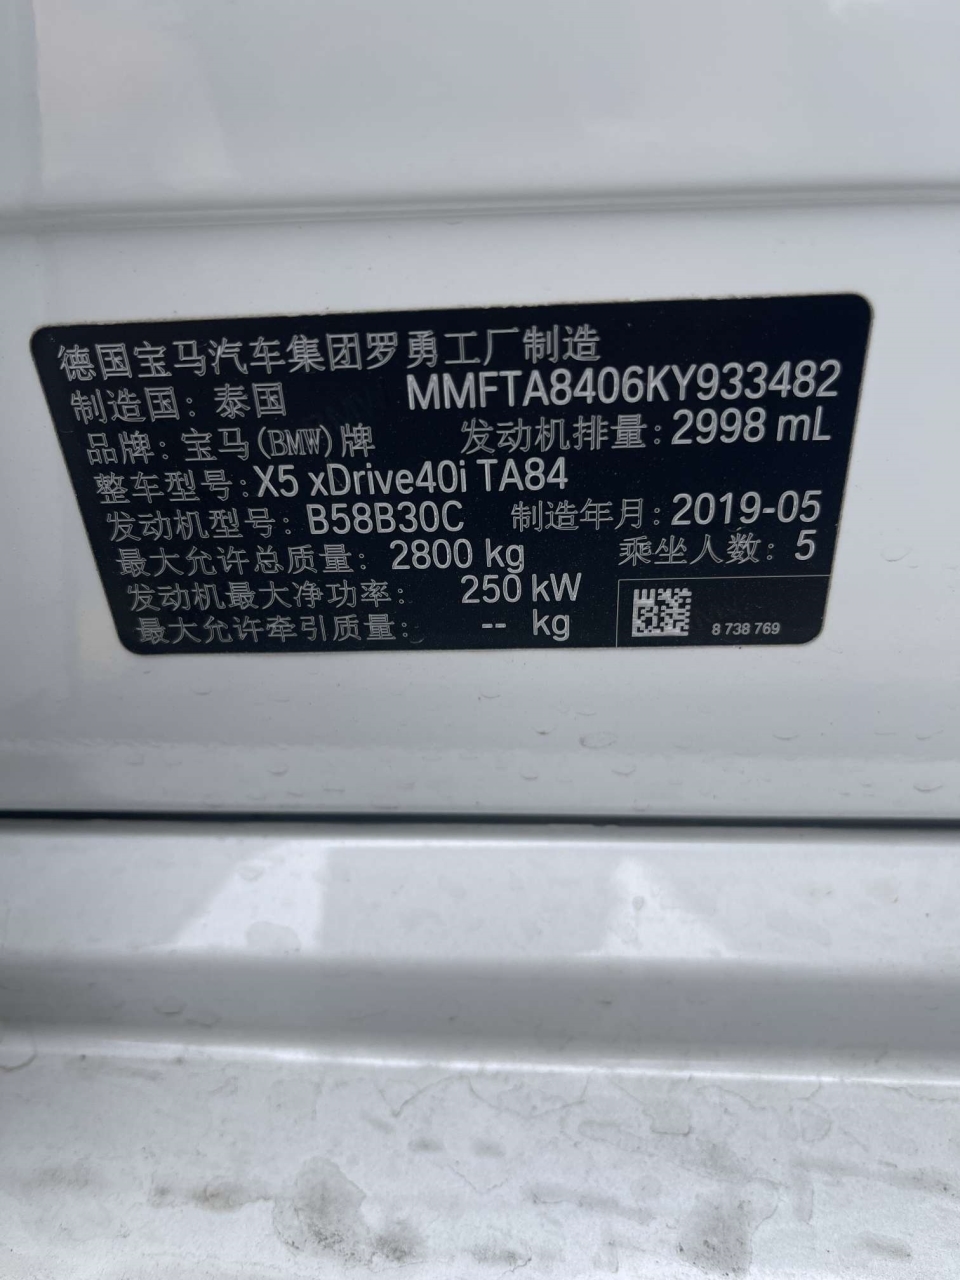 德国宝马汽车集团罗勇工厂制造
制造国：泰国 MMFTA8406KY933482
品牌：宝马(BMW)牌 发动机排量：2998 mL
整车型号：X5 xDrive40i TA84
发动机型号：B58B30C 制造年月：2019-05
最大允许总质量：2800 kg 乘坐人数：5
发动机最大净功率： 250 kW
最大允许牵引质量： -- kg
8 738 769